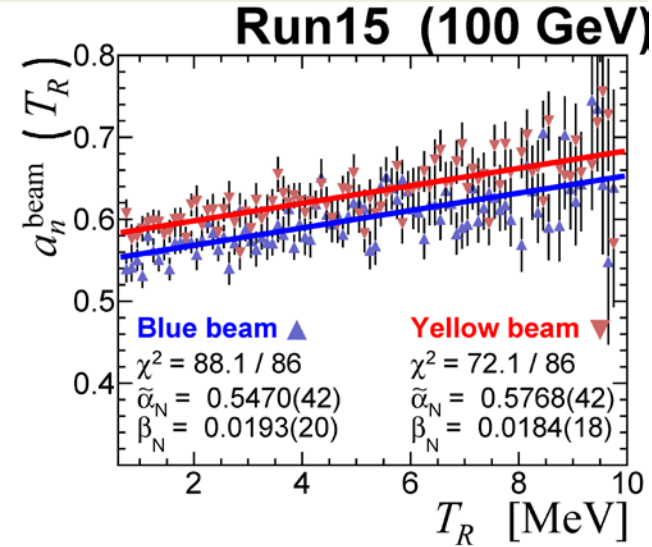 Run15 (100 GeV)
a_n^beam (T_R)
0.8
0.7
0.6
0.5
0.4
Blue beam ▲ Yellow beam ▼
χ² = 88.1 / 86 χ² = 72.1 / 86
α̃_N = 0.5470(42) α̃_N = 0.5768(42)
β_N = 0.0193(20) β_N = 0.0184(18)
2 4 6 8 10
T_R [MeV]